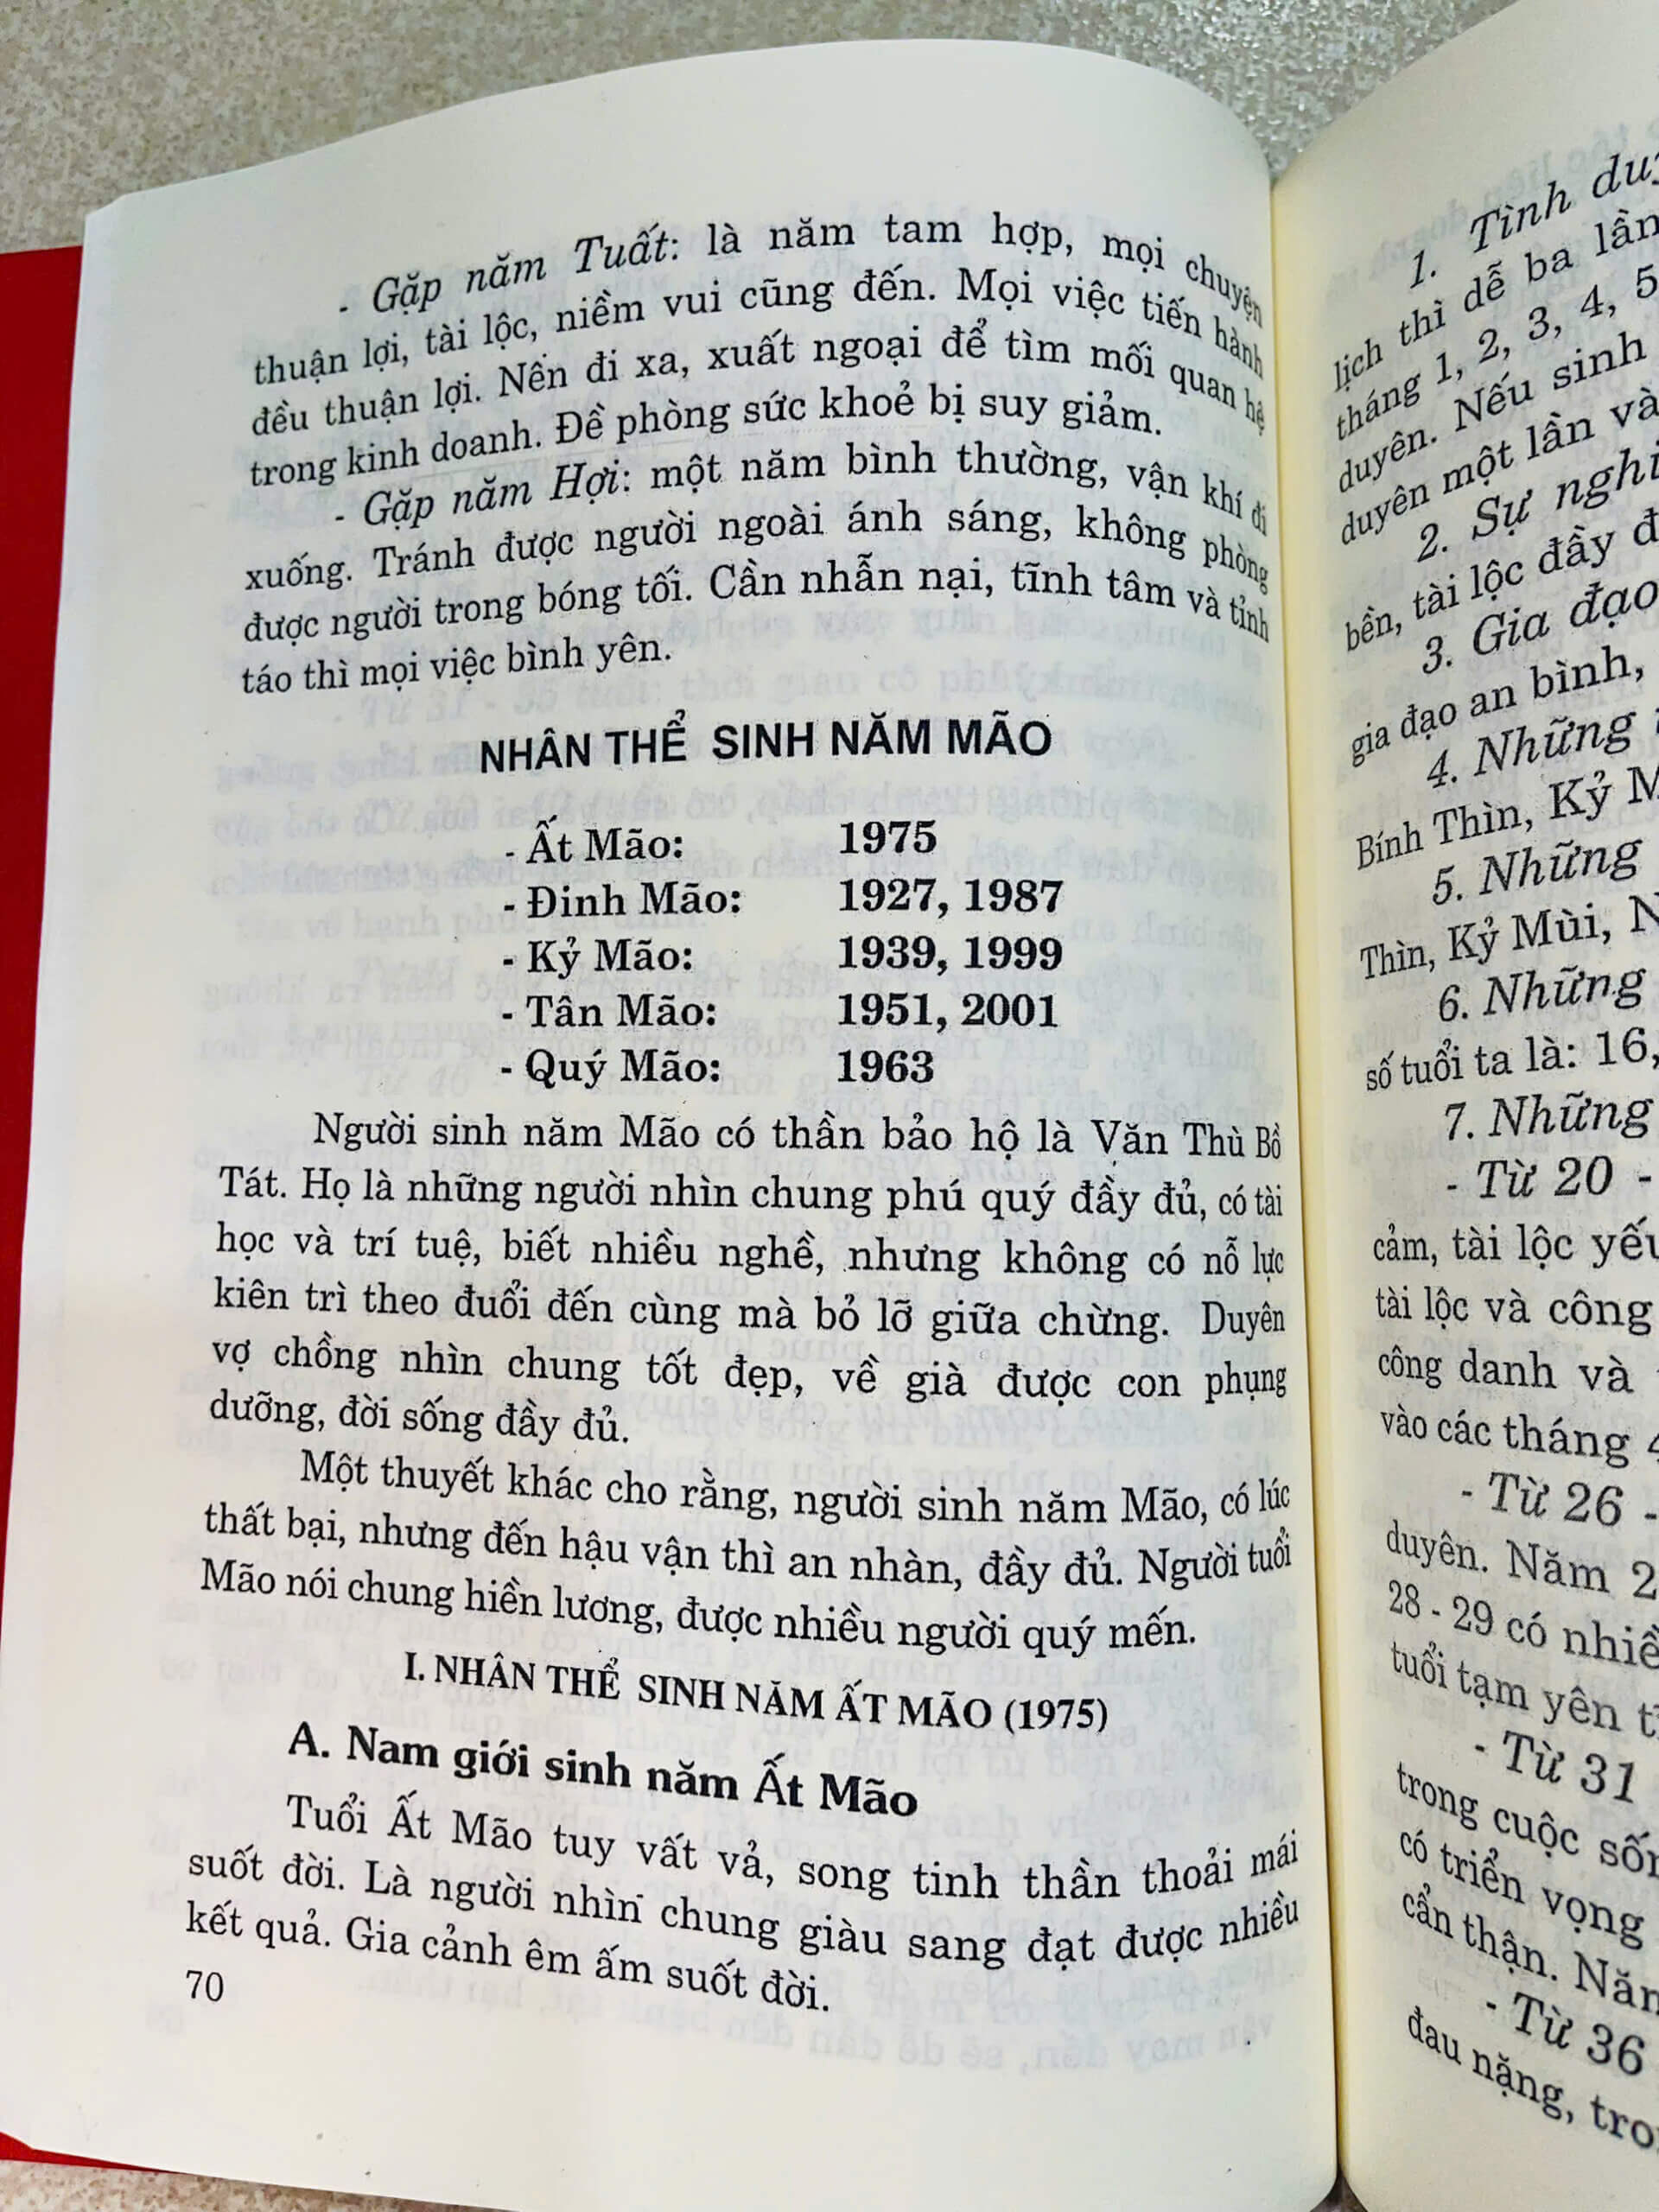 - Gặp năm Tuất: là năm tam hợp, mọi chuyện
thuận lợi, tài lộc, niềm vui cũng đến. Mọi việc tiến hành
đều thuận lợi. Nên đi xa, xuất ngoại để tìm mối quan hệ
trong kinh doanh. Đề phòng sức khoẻ bị suy giảm.
- Gặp năm Hợi: một năm bình thường, vận khí đi
xuống. Tránh được người ngoài ánh sáng, không phòng
được người trong bóng tối. Cần nhẫn nại, tĩnh tâm và tỉnh
táo thì mọi việc bình yên.
NHÂN THỂ SINH NĂM MÃO
- Ất Mão: 1975
- Đinh Mão: 1927, 1987
- Kỷ Mão: 1939, 1999
- Tân Mão: 1951, 2001
- Quý Mão: 1963
Người sinh năm Mão có thần bảo hộ là Văn Thù Bồ
Tát. Họ là những người nhìn chung phú quý đầy đủ, có tài
học và trí tuệ, biết nhiều nghề, nhưng không có nỗ lực
kiên trì theo đuổi đến cùng mà bỏ lỡ giữa chừng. Duyên
vợ chồng nhìn chung tốt đẹp, về già được con phụng
dưỡng, đời sống đầy đủ.
Một thuyết khác cho rằng, người sinh năm Mão, có lúc
thất bại, nhưng đến hậu vận thì an nhàn, đầy đủ. Người tuổi
Mão nói chung hiền lương, được nhiều người quý mến.
I. NHÂN THỂ SINH NĂM ẤT MÃO (1975)
A. Nam giới sinh năm Ất Mão
Tuổi Ất Mão tuy vất vả, song tinh thần thoải mái
suốt đời. Là người nhìn chung giàu sang đạt được nhiều
kết quả. Gia cảnh êm ấm suốt đời.
70
1. Tình
lịch thì dễ ba lần
tháng 1, 2, 3, 4, 5
duyên. Nếu sinh
duyên một lần và
2. Sự
bền, tài lộc đầy
3. Gia đạo
gia đạo an bình,
4. Những
Bính Thìn, Kỷ
5. Những
Thìn, Kỷ Mùi,
6. Những
số tuổi ta là: 16,
7. Những
- Từ 20 -
cảm, tài lộc
tài lộc và công
công danh và
vào các tháng
- Từ 26 -
duyên. Năm
28 - 29 có
tuổi tạm yên
- Từ 31
trong cuộc
có triển vọng
cẩn thận.
- Từ 36
đau nặng,